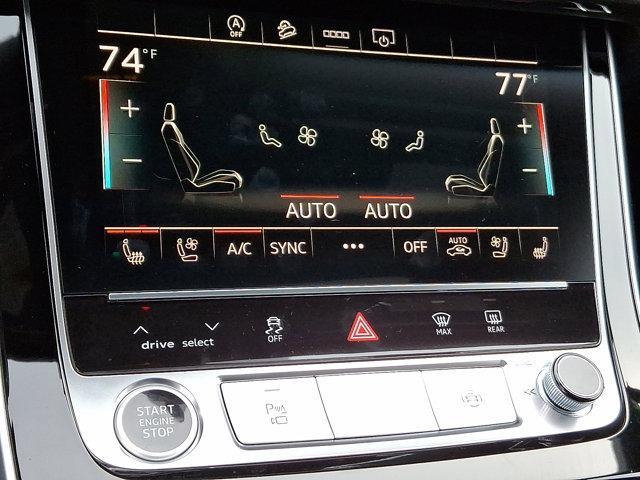 A
OFF
74°F
77°F
+ +
− −
AUTO AUTO
A/C SYNC ••• OFF AUTO
drive select
OFF
MAX
REAR
START
ENGINE
STOP
P